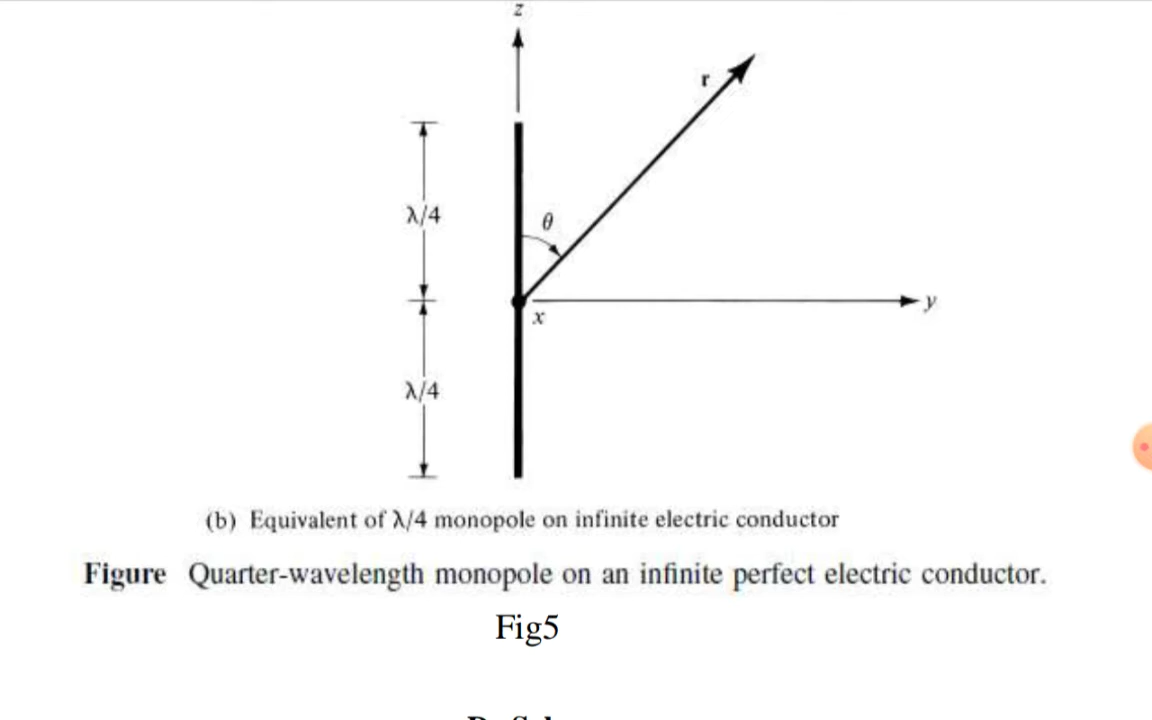 z
r
λ/4
θ
y
x
λ/4
(b) Equivalent of λ/4 monopole on infinite electric conductor
Figure Quarter-wavelength monopole on an infinite perfect electric conductor.
Fig5